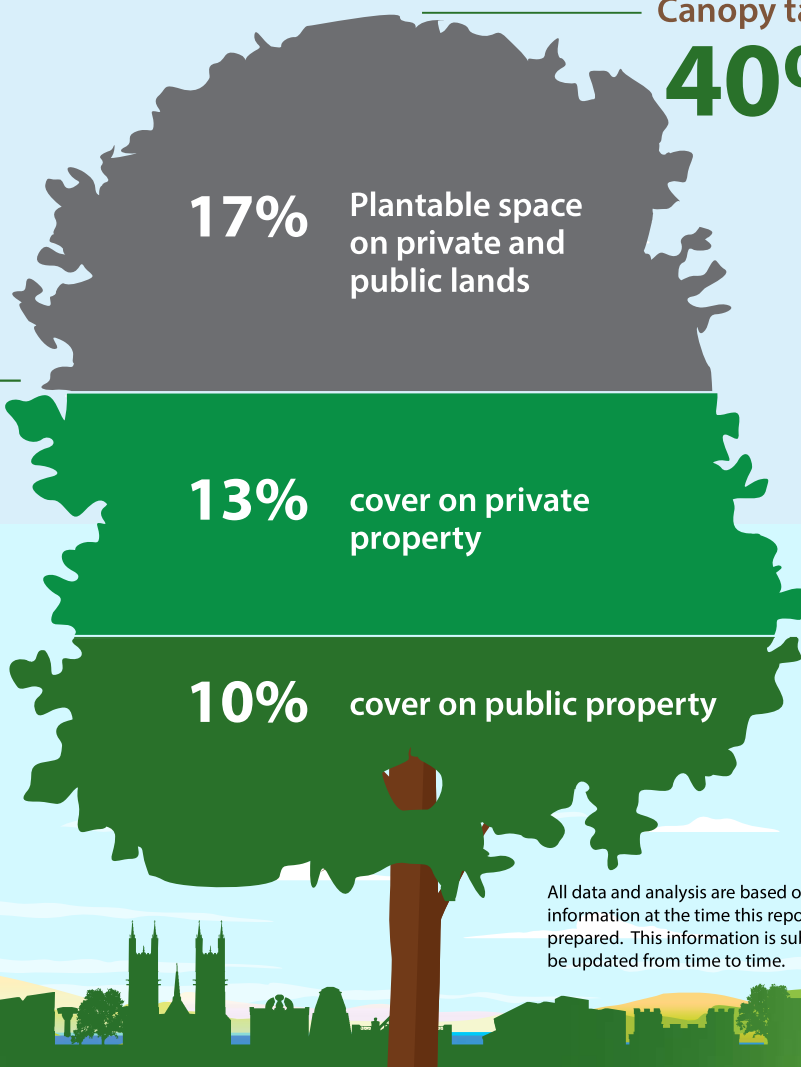 Canopy ta
40%
17%
Plantable space
on private and
public lands
13%
cover on private
property
10%
cover on public property
All data and analysis are based o
information at the time this repo
prepared. This information is su
be updated from time to time.